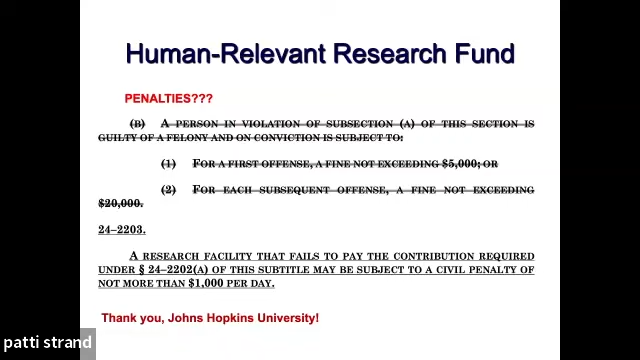 Human-Relevant Research Fund
PENALTIES???
(B) A PERSON IN VIOLATION OF SUBSECTION (A) OF THIS SECTION IS
GUILTY OF A FELONY AND ON CONVICTION IS SUBJECT TO:
(1) FOR A FIRST OFFENSE, A FINE NOT EXCEEDING $5,000; OR
(2) FOR EACH SUBSEQUENT OFFENSE, A FINE NOT EXCEEDING
$20,000.
24–2203.
A RESEARCH FACILITY THAT FAILS TO PAY THE CONTRIBUTION REQUIRED
UNDER § 24–2202(A) OF THIS SUBTITLE MAY BE SUBJECT TO A CIVIL PENALTY OF
NOT MORE THAN $1,000 PER DAY.
Thank you, Johns Hopkins University!
patti strand